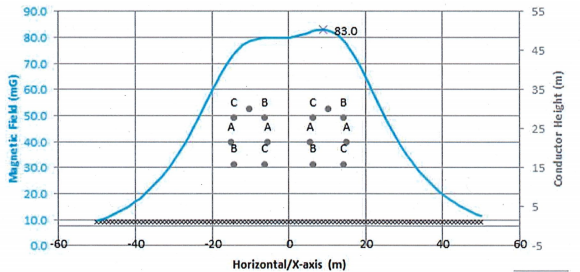 90.0
80.0
70.0
60.0
50.0
40.0
30.0
20.0
10.0
0.0
Magnetic Field (mG)
83.0
C B C B
A A A A
B C B C
55
45
35
25
15
5
-5
Conductor Height (m)
-60 -40 -20 0 20 40 60
Horizontal/X-axis (m)